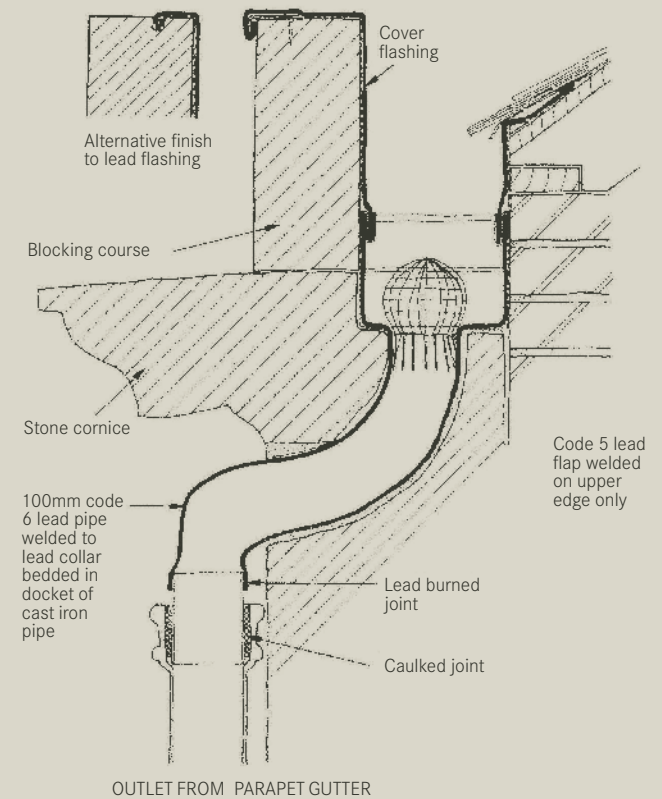 Cover
flashing
Alternative finish
to lead flashing
Blocking course
Stone cornice
Code 5 lead
flap welded
on upper
edge only
100mm code
6 lead pipe
welded to
lead collar
bedded in
docket of
cast iron
pipe
Lead burned
joint
Caulked joint
OUTLET FROM PARAPET GUTTER